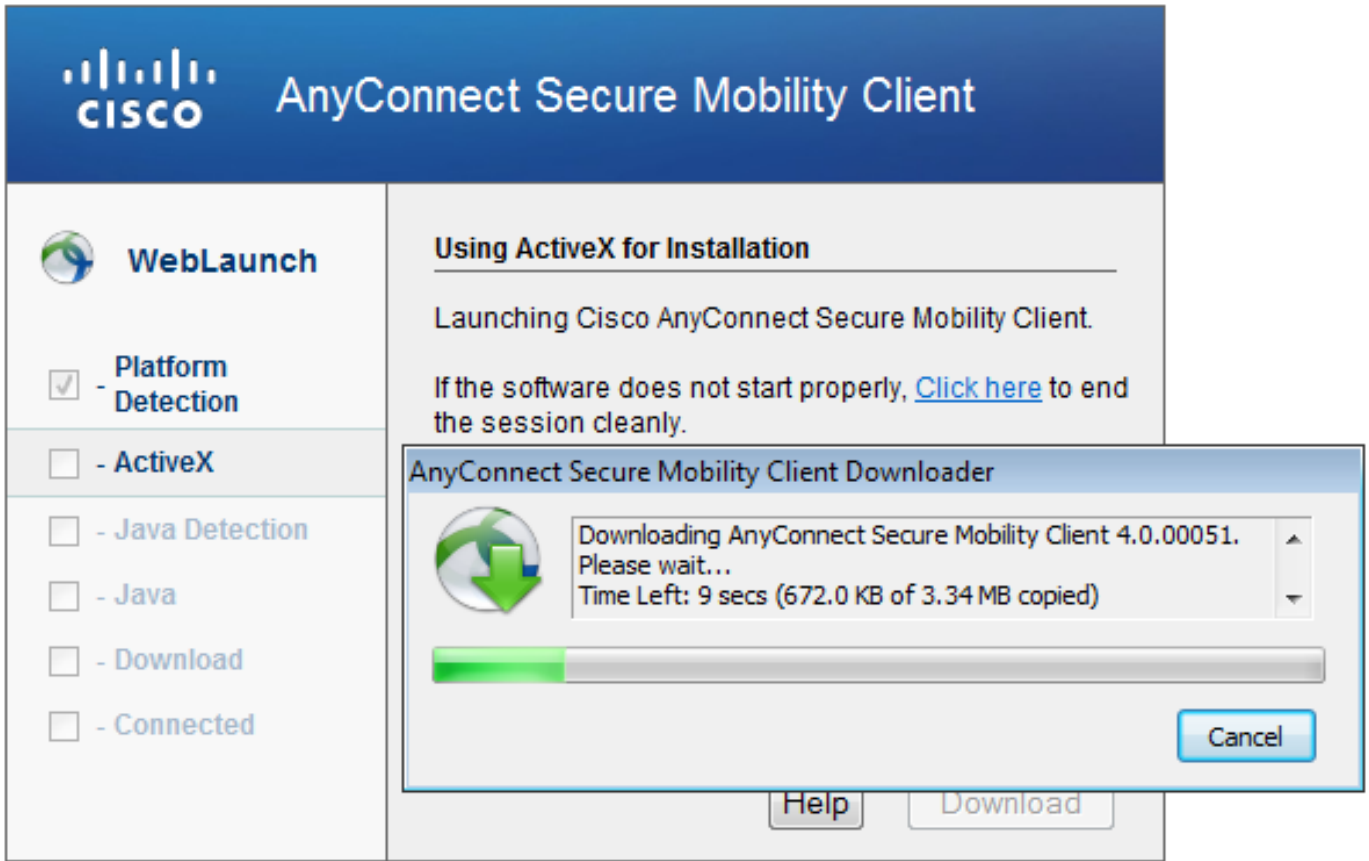 CISCO
AnyConnect Secure Mobility Client
WebLaunch
- Platform
Detection
- ActiveX
- Java Detection
- Java
- Download
- Connected
Using ActiveX for Installation
Launching Cisco AnyConnect Secure Mobility Client.
If the software does not start properly, Click here to end
the session cleanly.
AnyConnect Secure Mobility Client Downloader
Downloading AnyConnect Secure Mobility Client 4.0.00051.
Please wait...
Time Left: 9 secs (672.0 KB of 3.34 MB copied)
Cancel
Help
Download